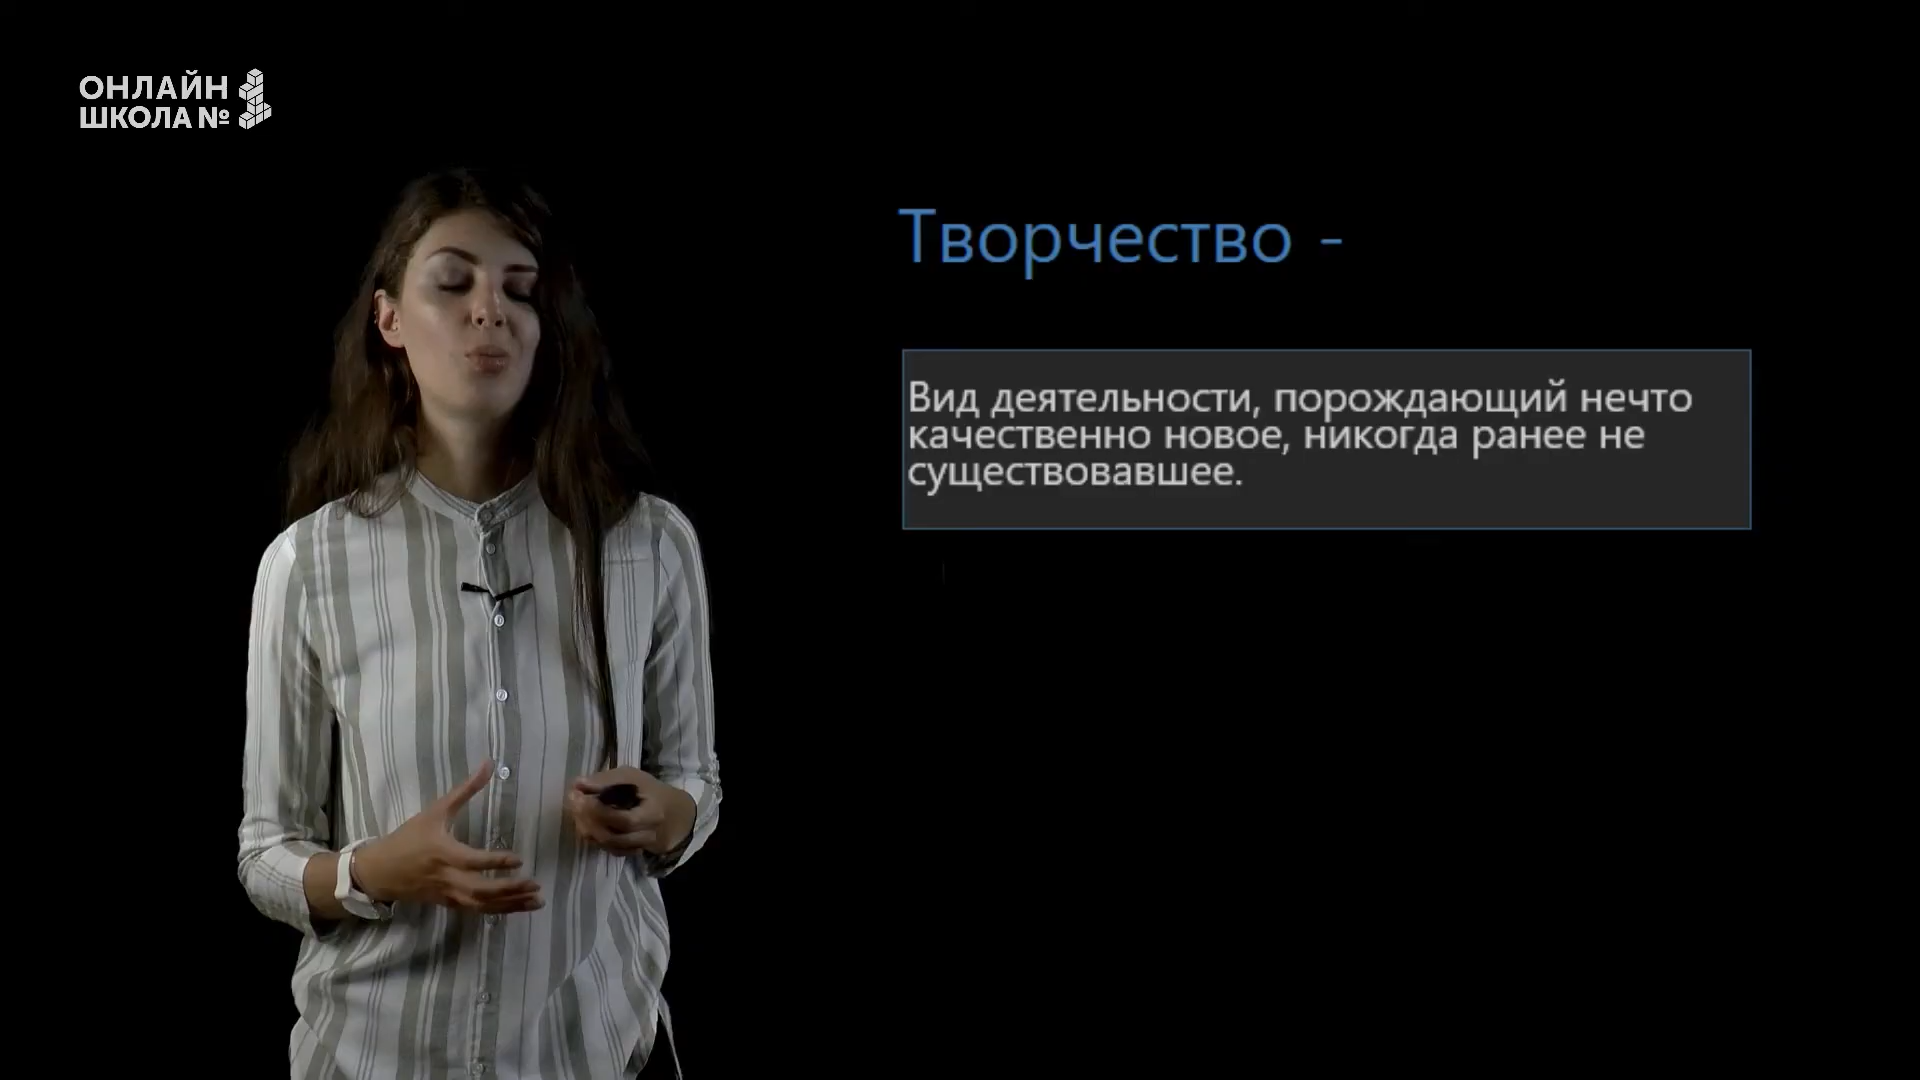 ОНЛАЙН
ШКОЛА №
Творчество -
Вид деятельности, порождающий нечто
качественно новое, никогда ранее не
существовавшее.